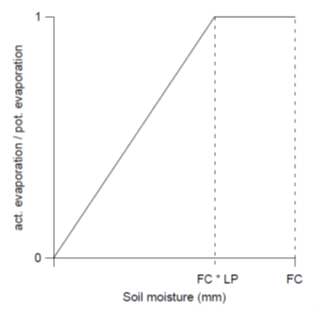 1
act. evaporation / pot. evaporation
0
FC * LP FC
Soil moisture (mm)